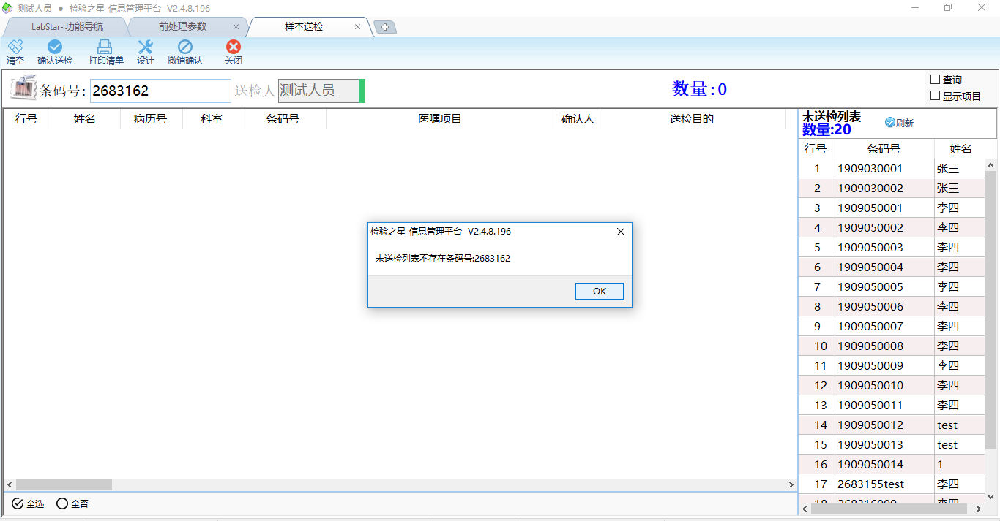 测试人员 ● 检验之星-信息管理平台 V2.4.8.196
LabStar- 功能导航 前处理参数 样本送检
清空 确认送检 打印清单 设计 撤销确认 关闭
条码号: 2683162 送检人 测试人员 数量:0
查询
显示项目
行号 姓名 病历号 科室 条码号 医嘱项目 确认人 送检目的
未送检列表
数量:20 刷新
行号 条码号 姓名
1 1909030001 张三
2 1909030002 张三
3 1909050001 李四
4 1909050002 李四
5 1909050003 李四
6 1909050004 李四
7 1909050005 李四
8 1909050006 李四
9 1909050007 李四
10 1909050008 李四
11 1909050009 李四
12 1909050010 李四
13 1909050011 李四
14 1909050012 test
15 1909050013 test
16 1909050014 1
17 2683155test 李四
18 李四
检验之星-信息管理平台 V2.4.8.196
未送检列表不存在条码号:2683162
OK
全选 全否